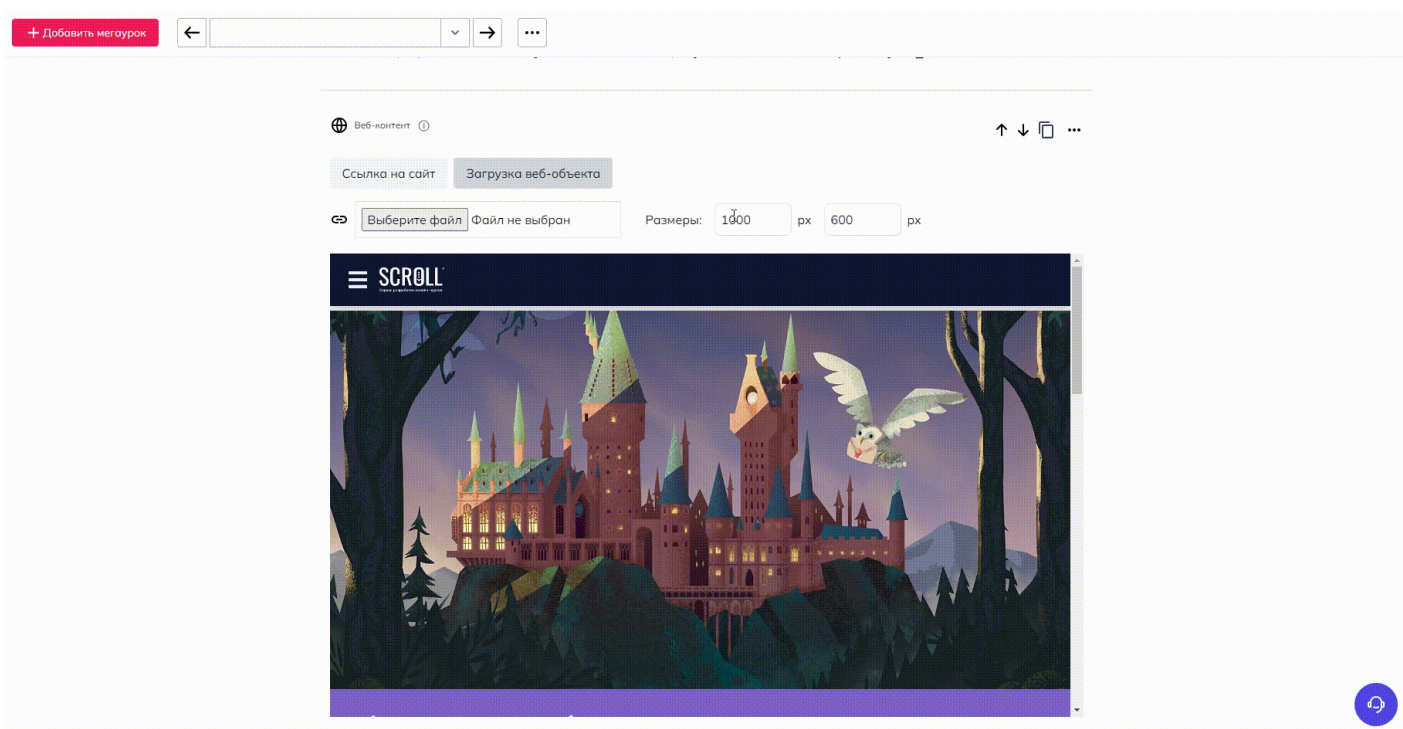 Добавить мегаурок
Веб-контент
Ссылка на сайт
Загрузка веб-объекта
Выберите файл Файл не выбран Размеры: 1000 px 600 px
SCROLL